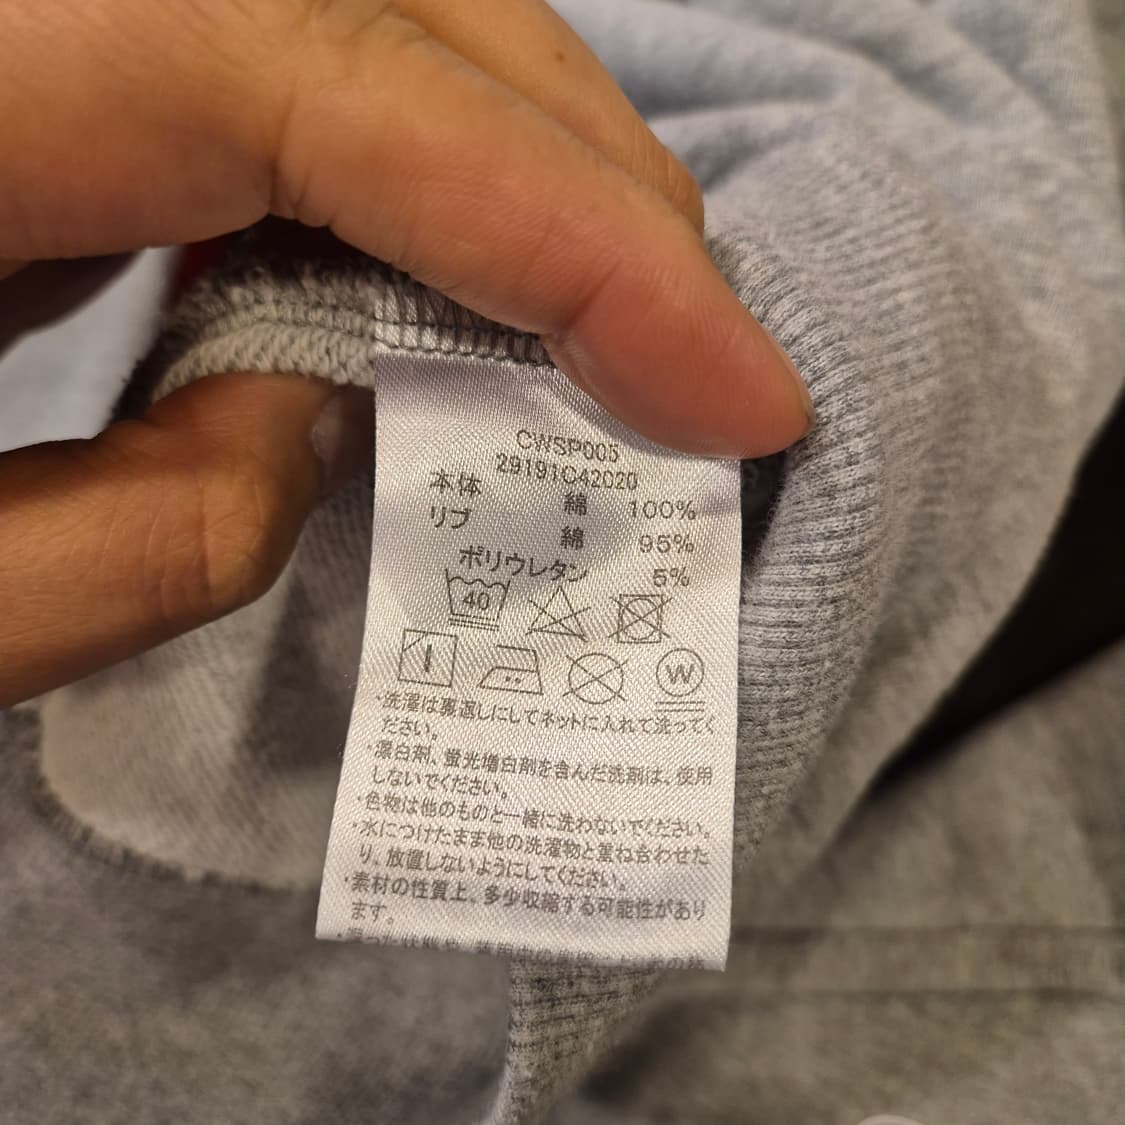 CWSP005
29191C42020
本体 綿 100%
リブ 綿 95%
ポリウレタン 5%
40
W
・洗濯は裏返しにしてネットに入れて洗ってく
ださい。
・漂白剤、蛍光増白剤を含んだ洗剤は、使用
しないでください。
・色物は他のものと一緒に洗わないでください。
・水につけたまま他の洗濯物と重ね合わせた
り、放置しないようにしてください。
・素材の性質上、多少収縮する可能性があり
ます。